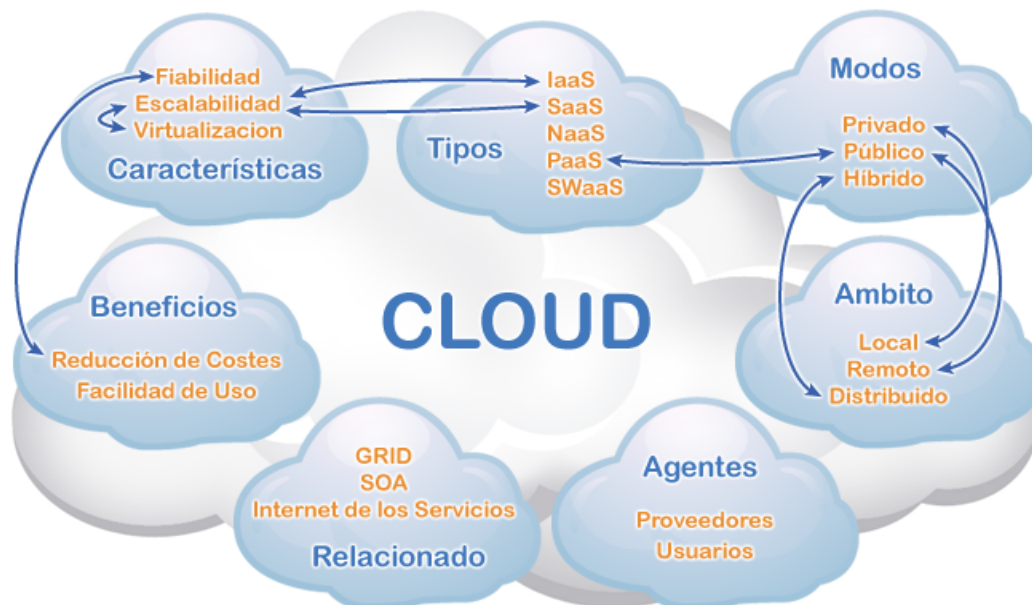 Fiabilidad
Escalabilidad
Virtualizacion
Características
IaaS
SaaS
NaaS
PaaS
SWaaS
Tipos
Modos
Privado
Público
Híbrido
Beneficios
Reducción de Costes
Facilidad de Uso
CLOUD
Ambito
Local
Remoto
Distribuido
GRID
SOA
Internet de los Servicios
Relacionado
Agentes
Proveedores
Usuarios